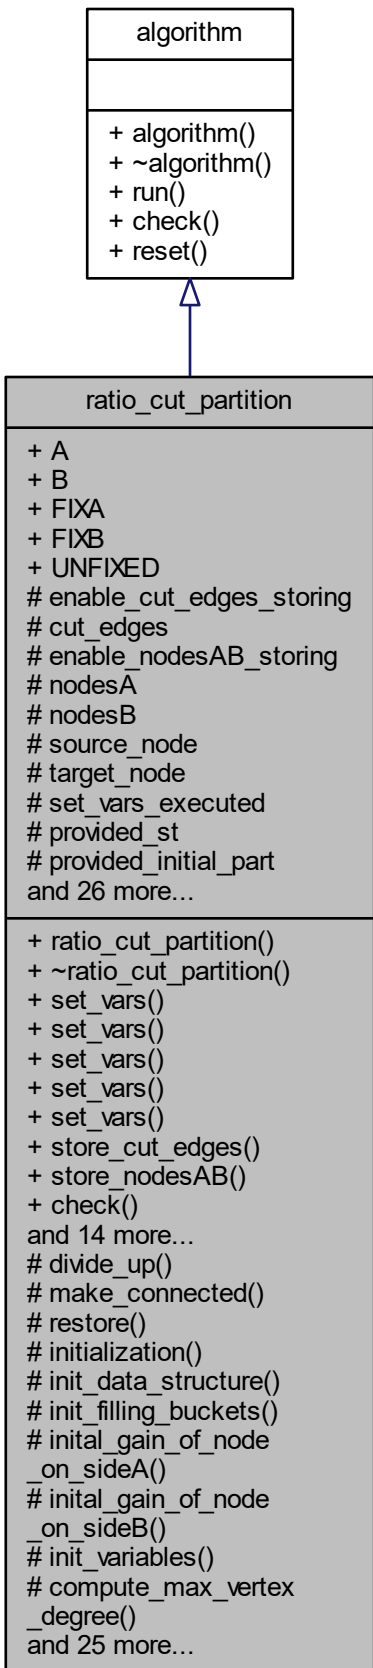 algorithm
+ algorithm()
+ ~algorithm()
+ run()
+ check()
+ reset()
ratio_cut_partition
+ A
+ B
+ FIXA
+ FIXB
+ UNFIXED
# enable_cut_edges_storing
# cut_edges
# enable_nodesAB_storing
# nodesA
# nodesB
# source_node
# target_node
# set_vars_executed
# provided_st
# provided_initial_part
and 26 more...
+ ratio_cut_partition()
+ ~ratio_cut_partition()
+ set_vars()
+ set_vars()
+ set_vars()
+ set_vars()
+ set_vars()
+ store_cut_edges()
+ store_nodesAB()
+ check()
and 14 more...
# divide_up()
# make_connected()
# restore()
# initialization()
# init_data_structure()
# init_filling_buckets()
# inital_gain_of_node
_on_sideA()
# inital_gain_of_node
_on_sideB()
# init_variables()
# compute_max_vertex
_degree()
and 25 more...